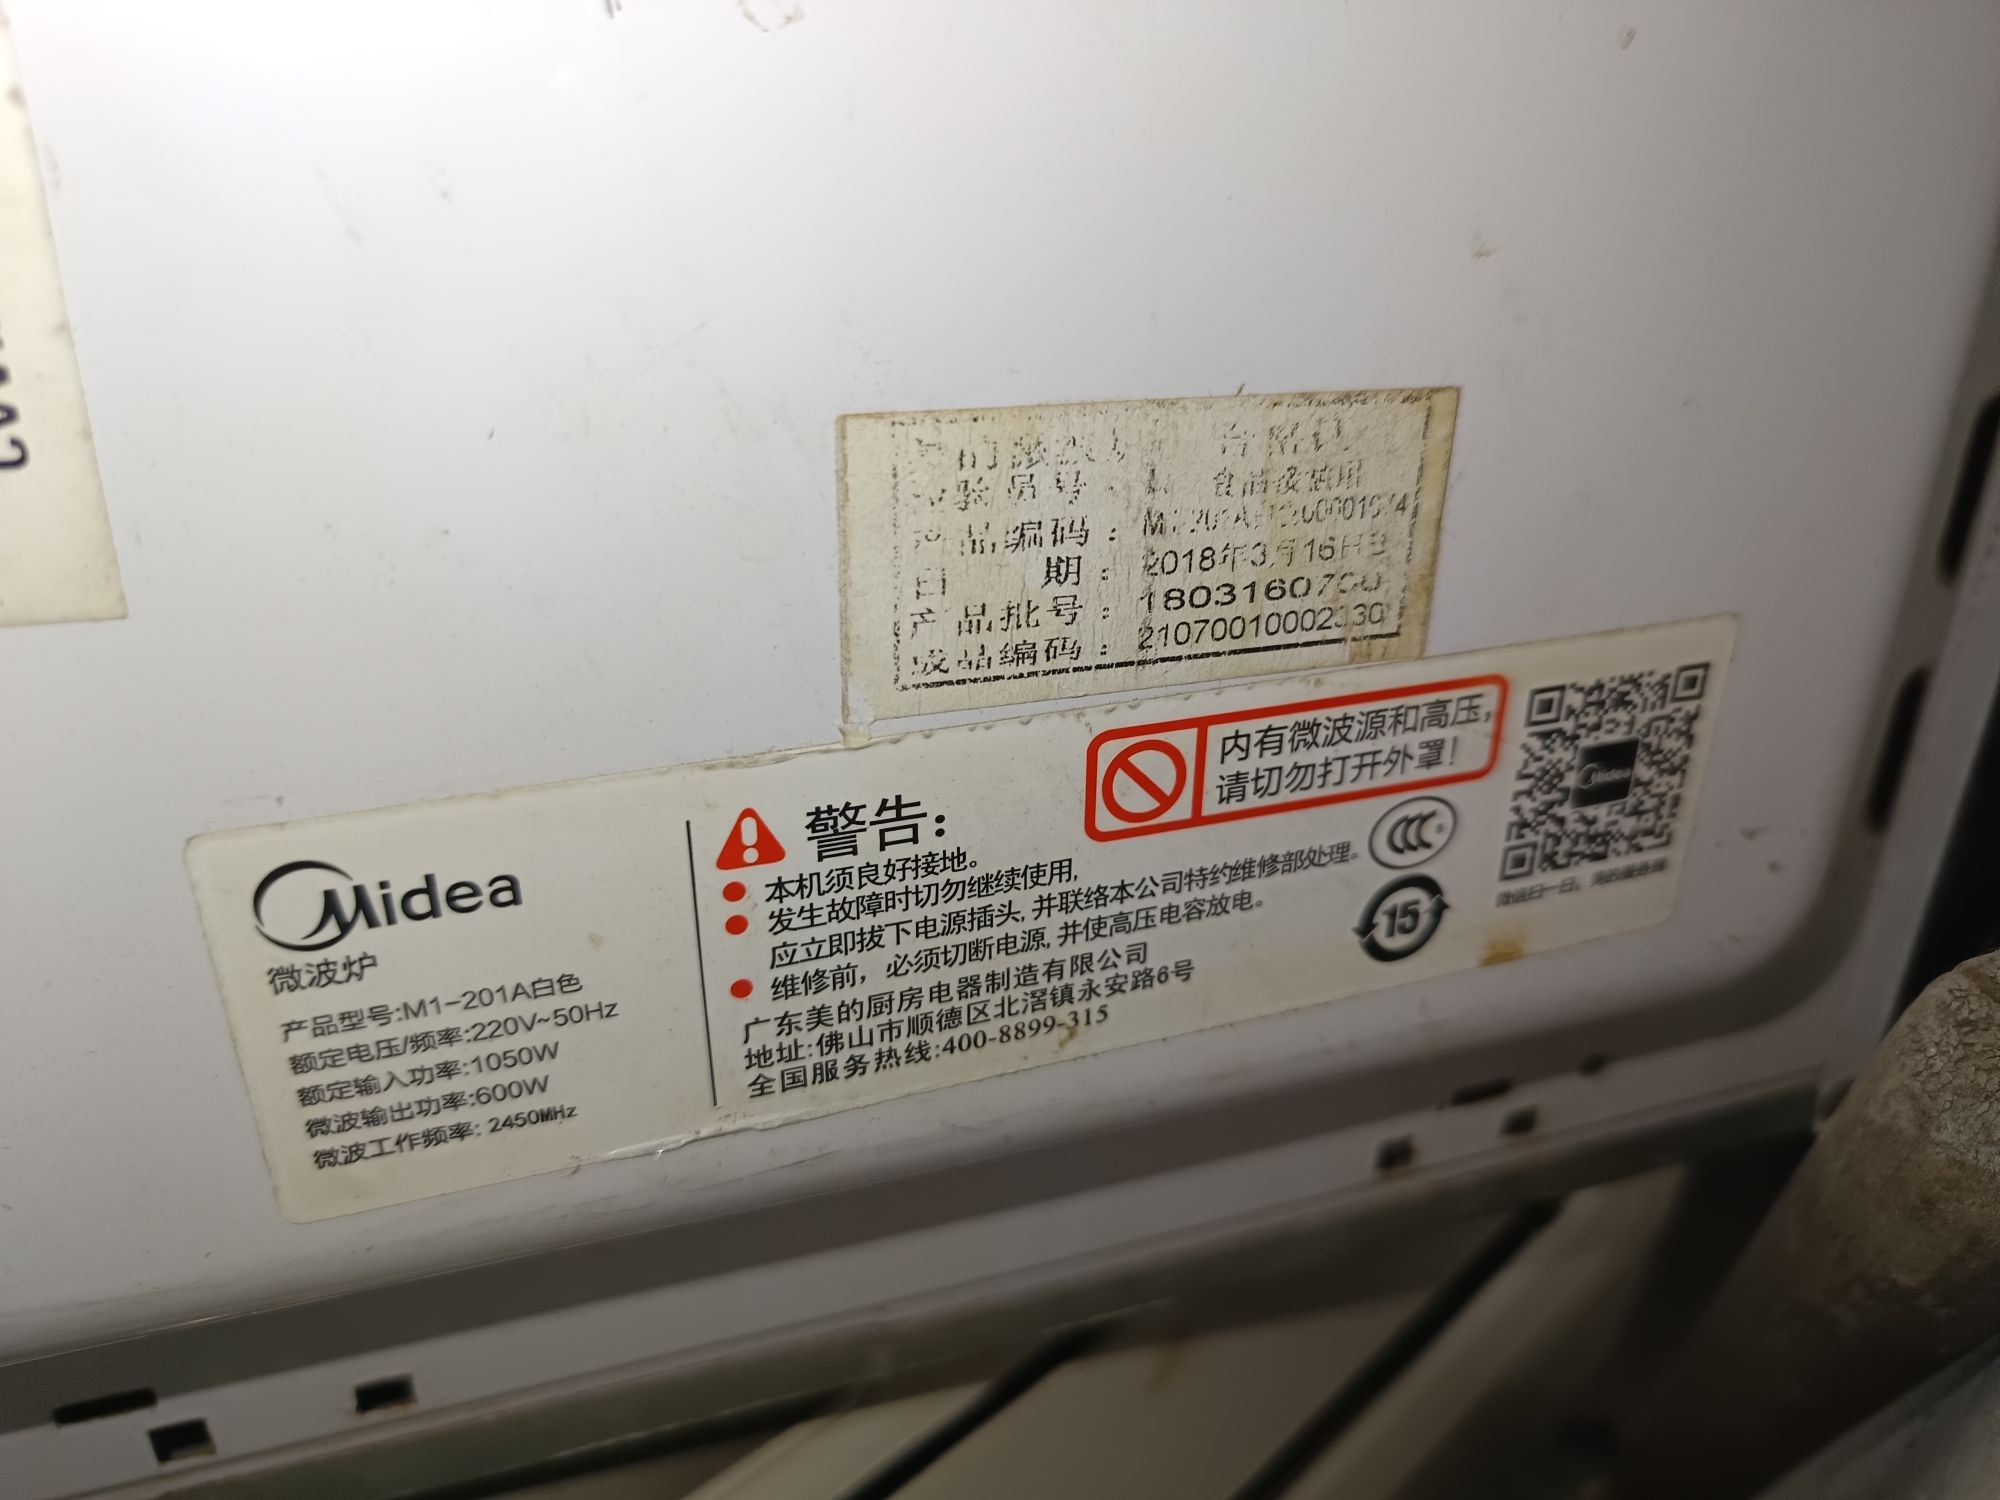 产品编码：
日 期：2018年3月16日
产品批号：
成品编码：
内有微波源和高压,
请切勿打开外罩!
Midea
Midea
微波炉
产品型号:M1-201A白色
额定电压/频率:220V~50Hz
额定输入功率:1050W
微波输出功率:600W
微波工作频率: 2450MHz
警告:
本机须良好接地。
发生故障时切勿继续使用,
应立即拔下电源插头,并联络本公司特约维修部处理。
维修前，必须切断电源,并使高压电容放电。
广东美的厨房电器制造有限公司
地址:佛山市顺德区北滘镇永安路6号
全国服务热线:400-8899-315
CCC
15